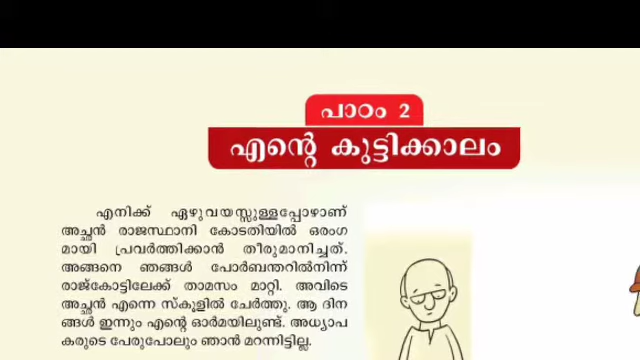 പാഠം 2
എന്റെ കുട്ടിക്കാലം
എനിക്ക് ഏഴുവയസ്സുള്ളപ്പോഴാണ്
അച്ഛൻ രാജസ്ഥാനി കോടതിയിൽ ഒരംഗ
മായി പ്രവർത്തിക്കാൻ തീരുമാനിച്ചത്.
അങ്ങനെ ഞങ്ങൾ പോർബന്തറിൽനിന്ന്
രാജ്കോട്ടിലേക്ക് താമസം മാറ്റി. അവിടെ
അച്ഛൻ എന്നെ സ്കൂളിൽ ചേർത്തു. ആ ദിന
ങ്ങൾ ഇന്നും എന്റെ ഓർമയിലുണ്ട്. അധ്യാപ
കരുടെ പേരുപോലും ഞാൻ മറന്നിട്ടില്ല.